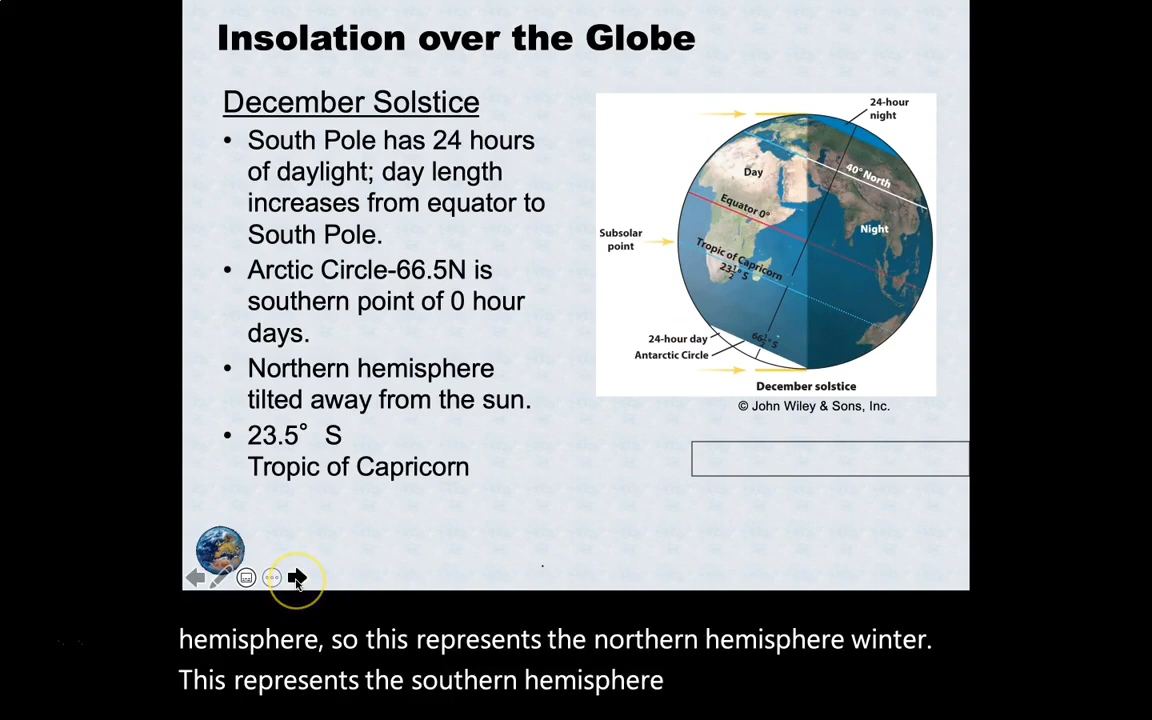 Insolation over the Globe
December Solstice
• South Pole has 24 hours
of daylight; day length
increases from equator to
South Pole.
• Arctic Circle-66.5N is
southern point of 0 hour
days.
• Northern hemisphere
tilted away from the sun.
• 23.5° S
Tropic of Capricorn
24-hour
night
Day
40° North
Equator 0°
Night
Subsolar
point
Tropic of Capricorn
23½° S
66½° S
24-hour day
Antarctic Circle
December solstice
© John Wiley & Sons, Inc.
hemisphere, so this represents the northern hemisphere winter.
This represents the southern hemisphere